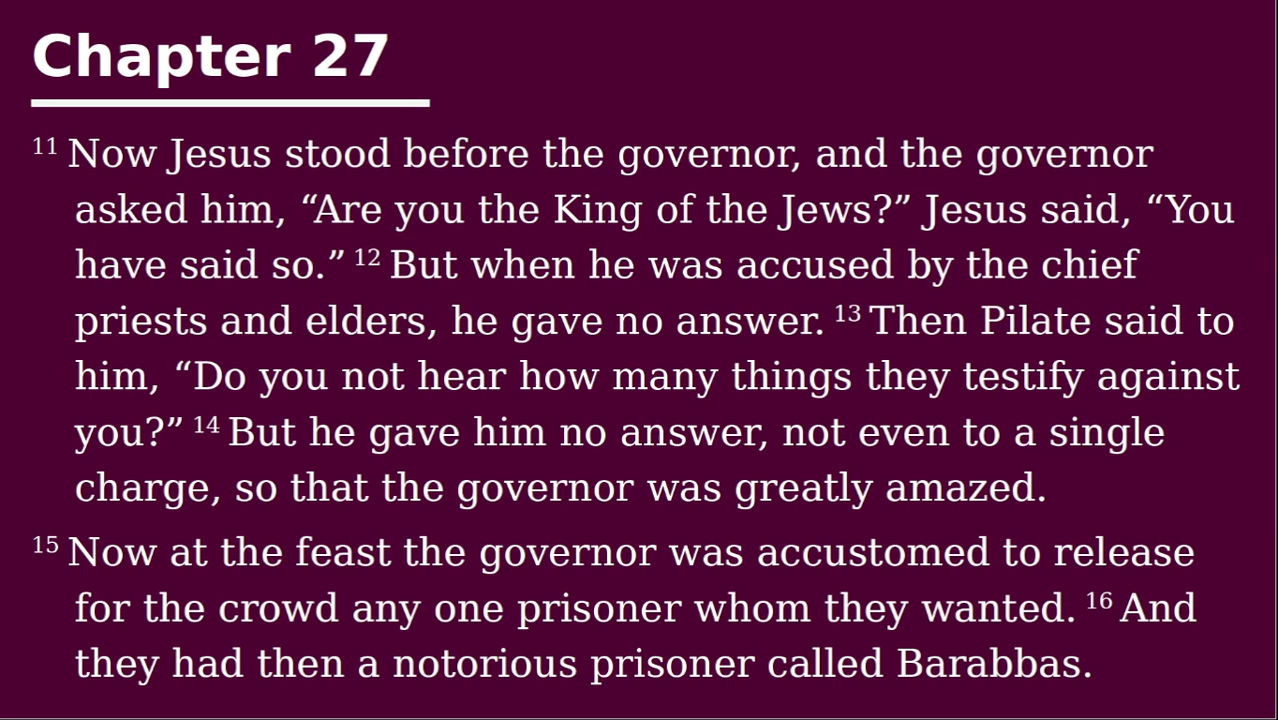 Chapter 27
11 Now Jesus stood before the governor, and the governor
asked him, “Are you the King of the Jews?” Jesus said, “You
have said so.” 12 But when he was accused by the chief
priests and elders, he gave no answer. 13 Then Pilate said to
him, “Do you not hear how many things they testify against
you?” 14 But he gave him no answer, not even to a single
charge, so that the governor was greatly amazed.
15 Now at the feast the governor was accustomed to release
for the crowd any one prisoner whom they wanted. 16 And
they had then a notorious prisoner called Barabbas.